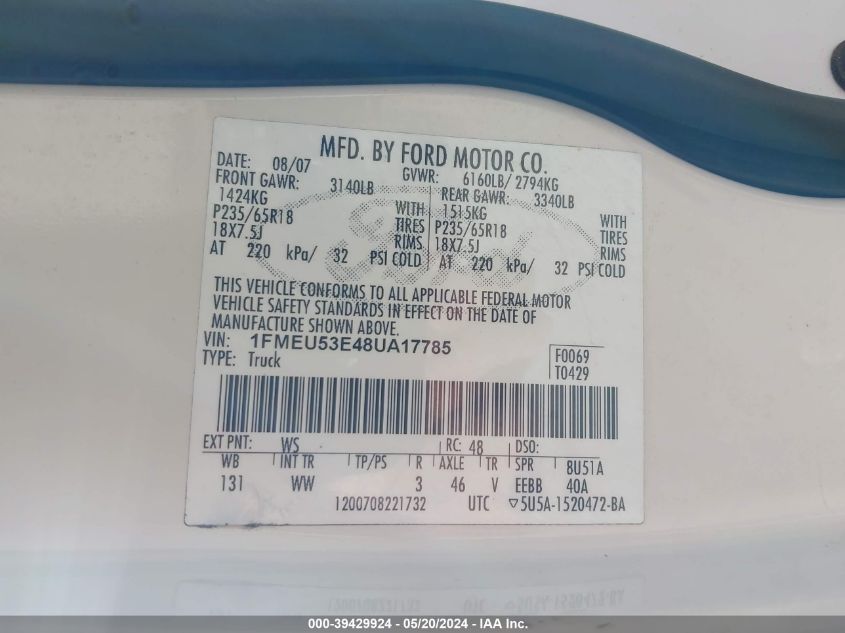 MFD. BY FORD MOTOR CO.
DATE: 08/07 GVWR: 6160LB/ 2794KG
FRONT GAWR: 3140LB REAR GAWR: 3340LB
1424KG WITH 1515KG WITH
P235/65R18 TIRES P235/65R18 TIRES
18X7.5J RIMS 18X7.5J RIMS
AT 220 kPa/ 32 PSI COLD AT 220 kPa/ 32 PSI COLD
Ford
THIS VEHICLE CONFORMS TO ALL APPLICABLE FEDERAL MOTOR
VEHICLE SAFETY STANDARDS IN EFFECT ON THE DATE OF
MANUFACTURE SHOWN ABOVE.
VIN: 1FMEU53E48UA17785 F0069
TYPE: Truck T0429
EXT PNT: WS RC: 48 DSO:
WB INT TR TP/PS R AXLE TR SPR 8U51A
131 WW 3 46 V EEBB 40A
1200708221732 UTC ▽5U5A-1520472-BA
000-39429924 - 05/20/2024 - IAA Inc.